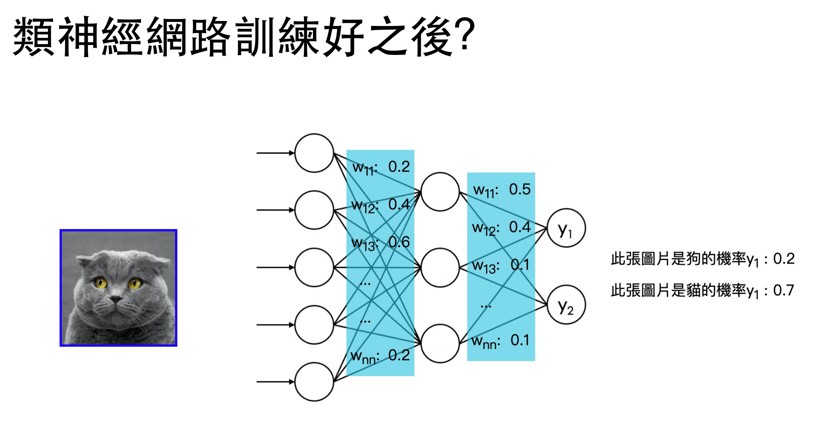 類神經網路訓練好之後?
w11: 0.2
w12: 0.4
w13: 0.6
...
...
wnn: 0.2
w11: 0.5
w12: 0.4
w13: 0.1
...
wnn: 0.1
y1
y2
此張圖片是狗的機率y1 : 0.2
此張圖片是貓的機率y1 : 0.7